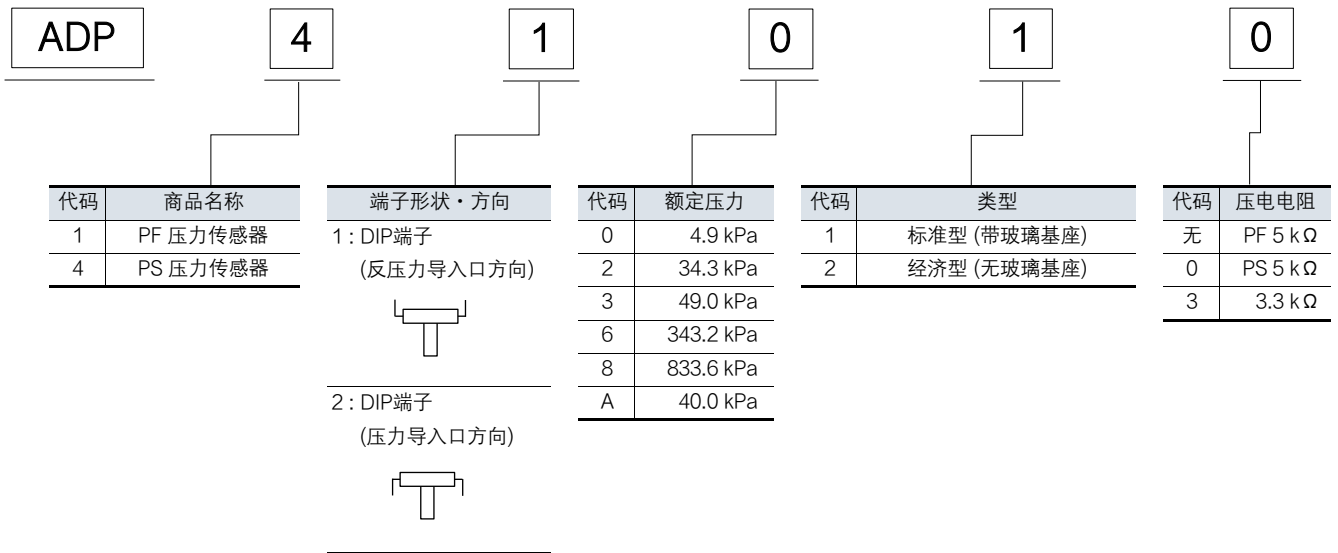 ADP 4 1 0 1 0
代码 商品名称
1 PF 压力传感器
4 PS 压力传感器
端子形状・方向
1 : DIP端子
(反压力导入口方向)
2 : DIP端子
(压力导入口方向)
代码 额定压力
0 4.9 kPa
2 34.3 kPa
3 49.0 kPa
6 343.2 kPa
8 833.6 kPa
A 40.0 kPa
代码 类型
1 标准型 (带玻璃基座)
2 经济型 (无玻璃基座)
代码 压电电阻
无 PF 5 kΩ
0 PS 5 kΩ
3 3.3 kΩ